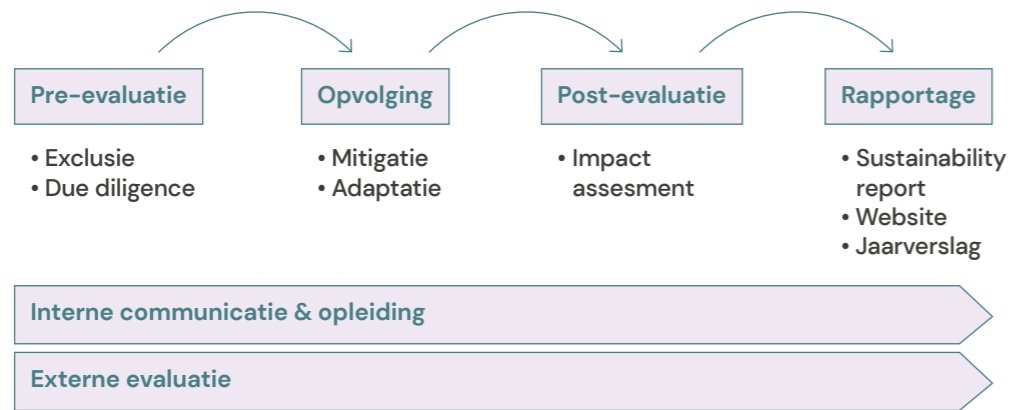 Pre-evaluatie
• Exclusie
• Due diligence
Opvolging
• Mitigatie
• Adaptatie
Post-evaluatie
• Impact
assesment
Rapportage
• Sustainability
report
• Website
• Jaarverslag
Interne communicatie & opleiding
Externe evaluatie